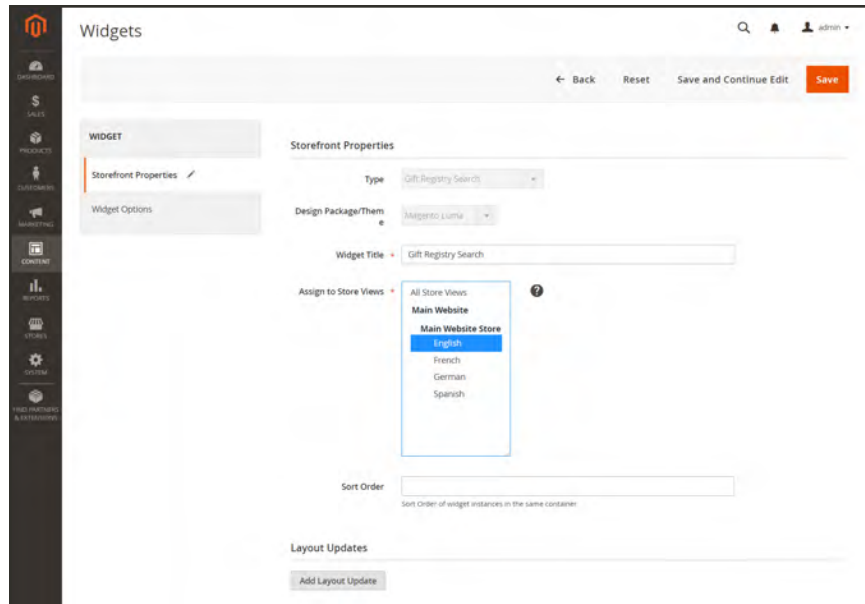 Widgets
admin
DASHBOARD
← Back
Reset
Save and Continue Edit
Save
SALES
PRODUCTS
CUSTOMERS
MARKETING
CONTENT
REPORTS
STORES
SYSTEM
FIND PARTNERS
& EXTENSIONS
WIDGET
Storefront Properties
Widget Options
Storefront Properties
Type
Gift Registry Search
Design Package/Them
e
Magento Luma
Widget Title *
Gift Registry Search
Assign to Store Views *
All Store Views
Main Website
Main Website Store
English
French
German
Spanish
Sort Order
Sort Order of widget instances in the same container
Layout Updates
Add Layout Update